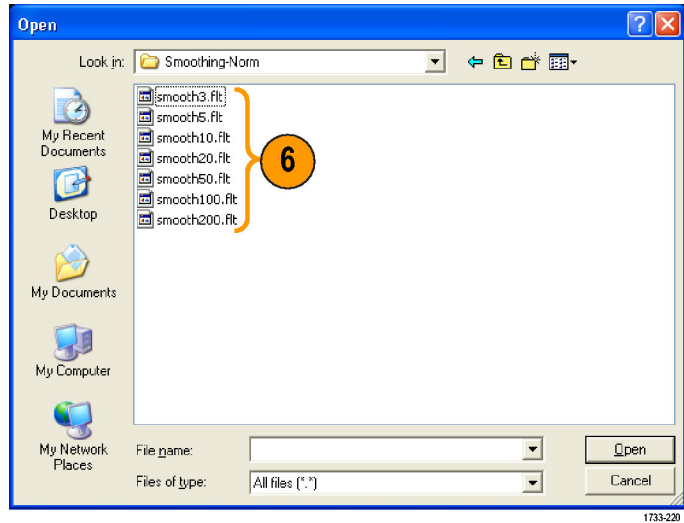 Open
Look in: Smoothing-Norm
My Recent
Documents
Desktop
My Documents
My Computer
My Network
Places
smooth3.flt
smooth5.flt
smooth10.flt
smooth20.flt
smooth50.flt
smooth100.flt
smooth200.flt
6
File name:
Open
Files of type: All files (*.*)
Cancel
1733-220